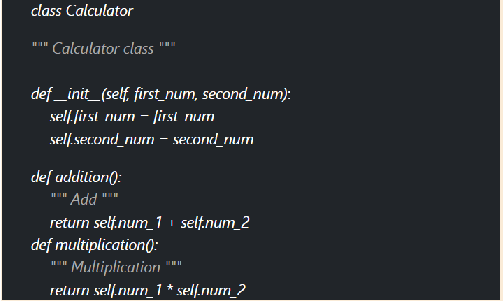 class Calculator
""" Calculator class """
def __init__(self, first_num, second_num):
self.first_num = first_num
self.second_num = second_num
def addition():
""" Add """
return self.num_1 + self.num_2
def multiplication():
""" Multiplication """
return self.num_1 * self.num_2